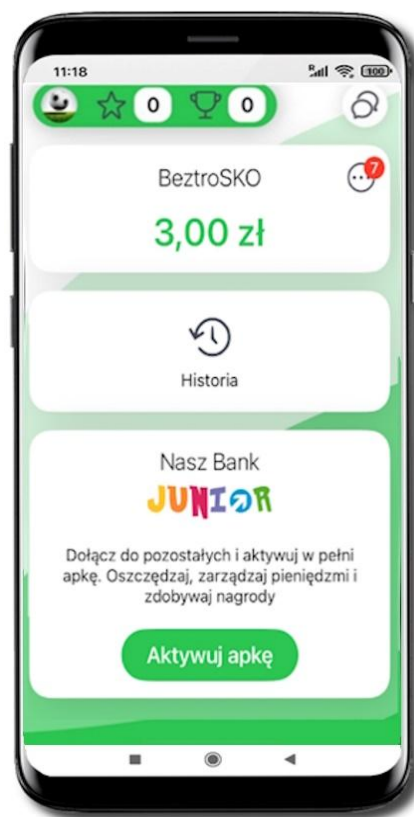 11:18
R
100
0
0
BeztroSKO
7
3,00 zł
Historia
Nasz Bank
JUNIOR
Dołącz do pozostałych i aktywuj w pełni
apkę. Oszczędzaj, zarządzaj pieniędzmi i
zdobywaj nagrody
Aktywuj apkę